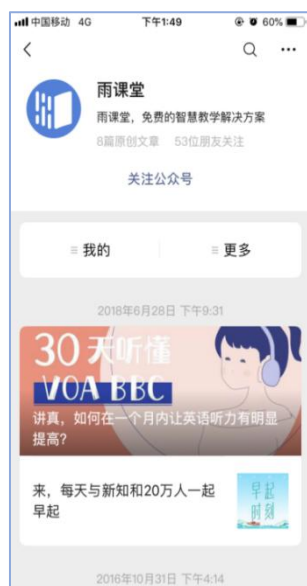 中国移动 4G 下午1:49 60%
雨课堂
雨课堂，免费的智慧教学解决方案
8篇原创文章 53位朋友关注
关注公众号
我的 更多
2018年6月28日 下午9:31
30天听懂
VOA BBC
讲真，如何在一个月内让英语听力有明显
提高？
来，每天与新知和20万人一起
早起
早起
时刻
2016年10月31日 下午4:14